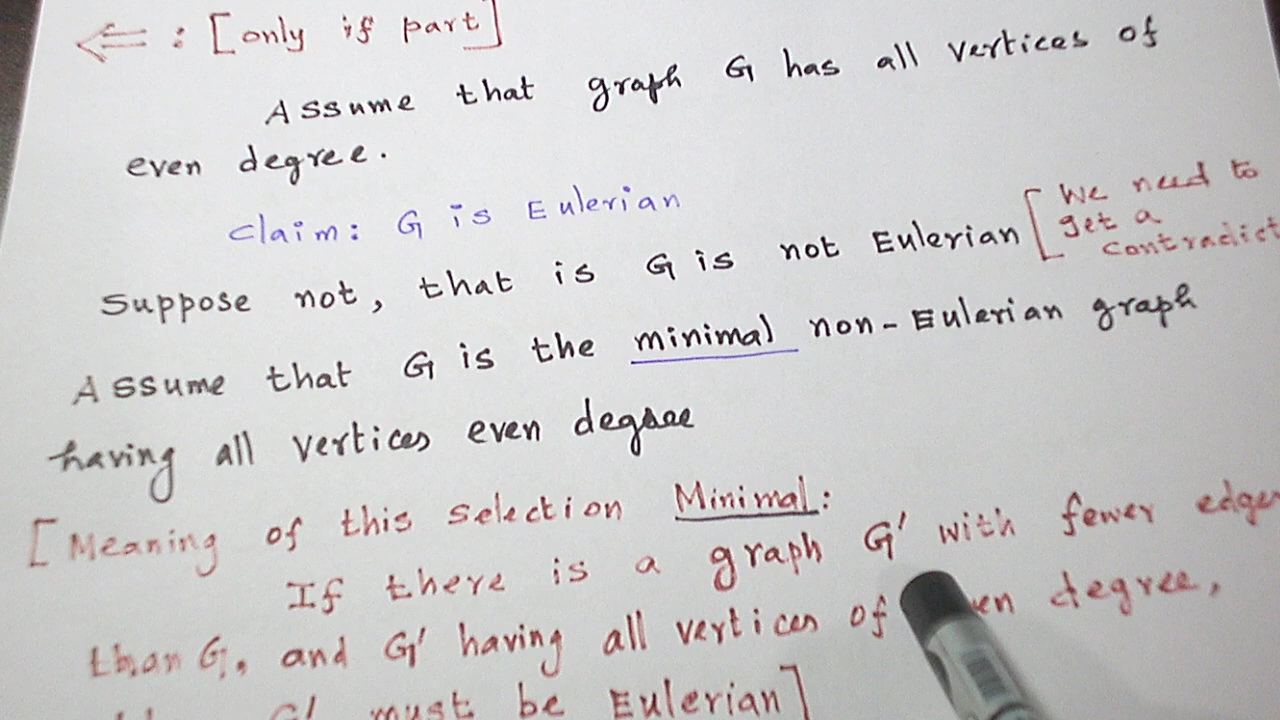 ⇐ : [only if part]
Assume that graph G has all vertices of
even degree.
Claim: G is Eulerian
Suppose not, that is G is not Eulerian [We need to
get a
contradict
Assume that G is the minimal non-Eulerian graph
having all vertices even degree
[Meaning of this selection Minimal:
If there is a graph G' with fewer edges
than G, and G' having all vertices of degree,
G' must be Eulerian]